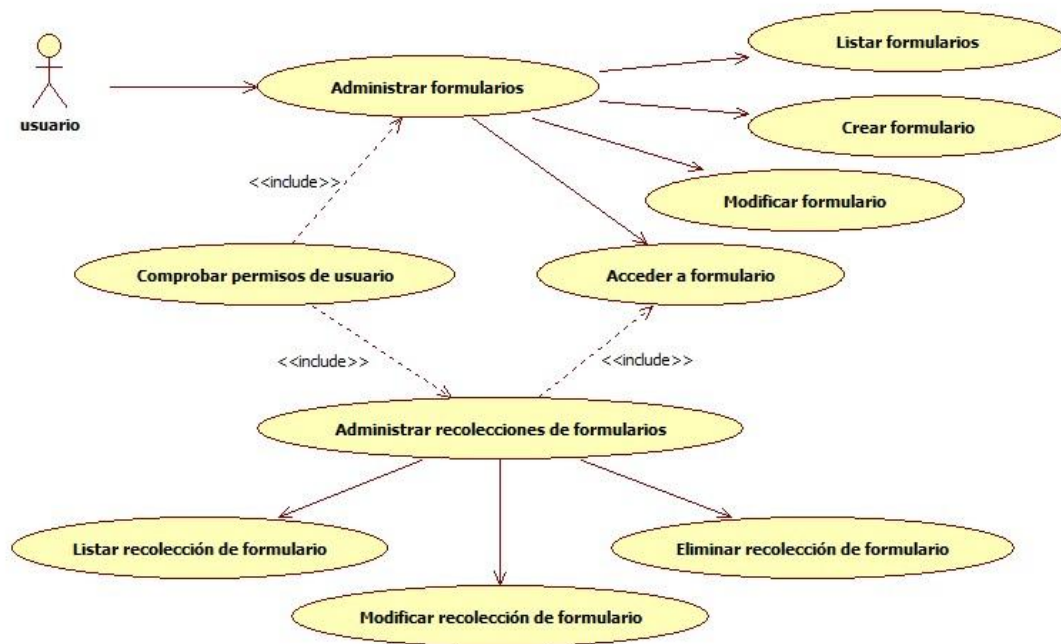 Listar formularios
Administrar formularios
usuario
Crear formulario
<<include>>
Modificar formulario
Comprobar permisos de usuario
Acceder a formulario
<<include>>
<<include>>
Administrar recolecciones de formularios
Listar recolección de formulario
Eliminar recolección de formulario
Modificar recolección de formulario